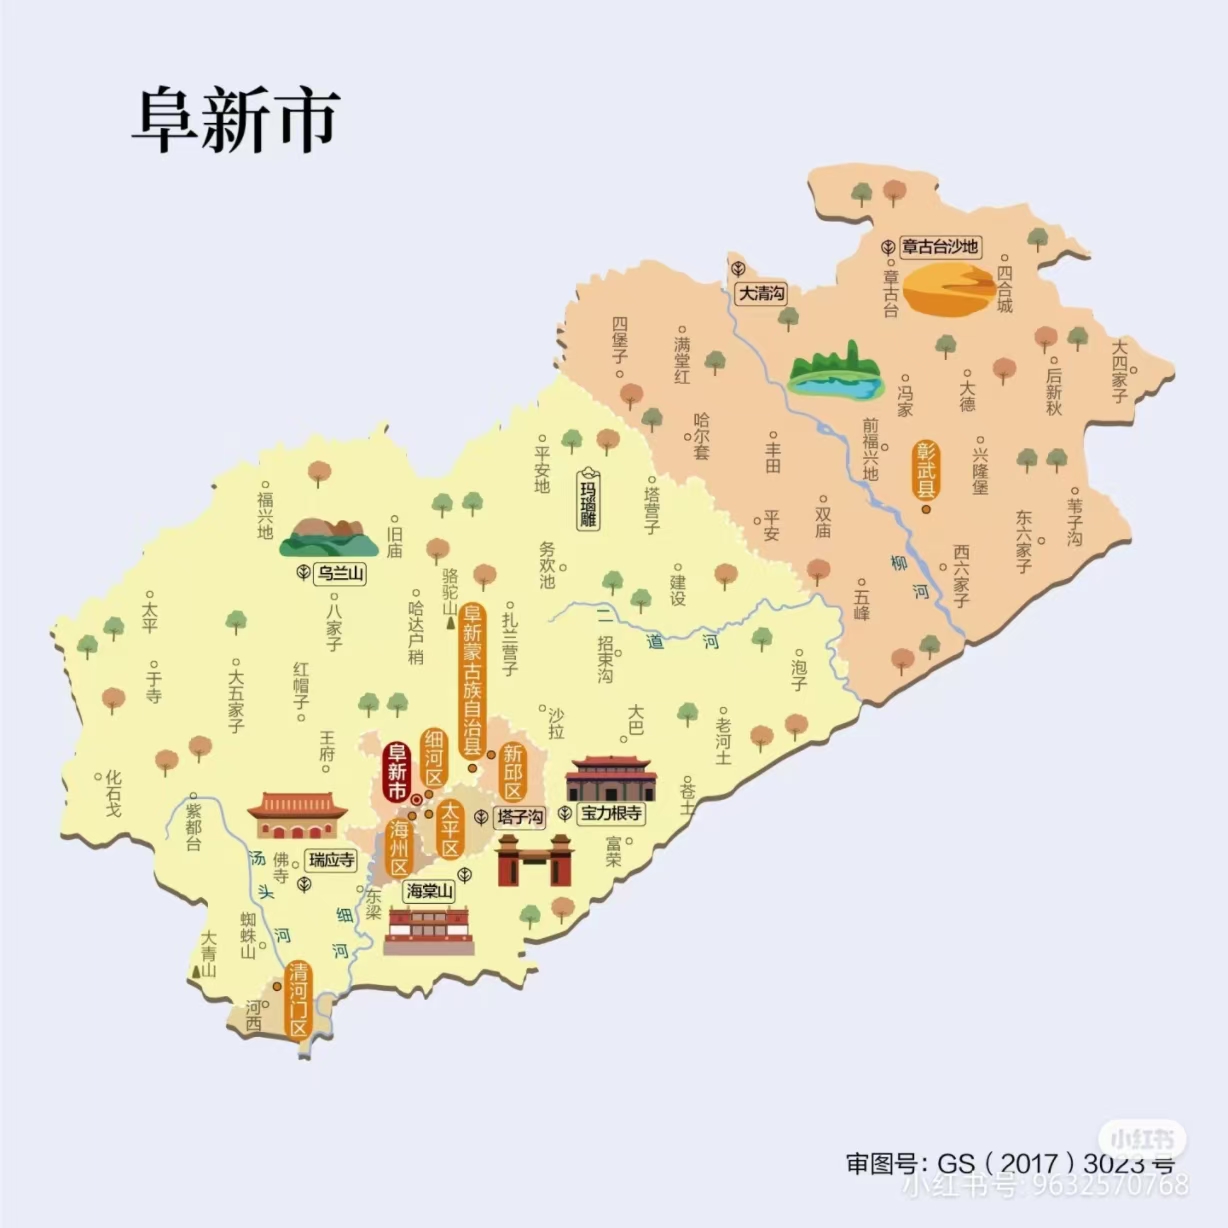 阜新市
章古台沙地
大清沟
章古台
四合城
四堡子
满堂红
大四家子
后新秋
冯家
大德
哈尔套
丰田
前福兴地
彰武县
兴隆堡
平安地
玛瑙雕
塔营子
平安
双庙
苇子沟
东六家子
福兴地
旧庙
乌兰山
务欢池
建设
柳河
西六家子
五峰
骆驼山
太平
八家子
哈达户稍
阜新蒙古族自治县
扎兰营子
二道河
招束沟
泡子
于寺
大五家子
红帽子
王府
沙拉
大巴
老河土
化石戈
紫都台
阜新市
细河区
新邱区
苍土
太平区
塔子沟
宝力根寺
海州区
富荣
汤头河
佛寺
瑞应寺
海棠山
东梁
细河
蜘蛛山
大青山
清河门区
河西
小红书
审图号：GS（2017）3023号
小红书号: 9632570768